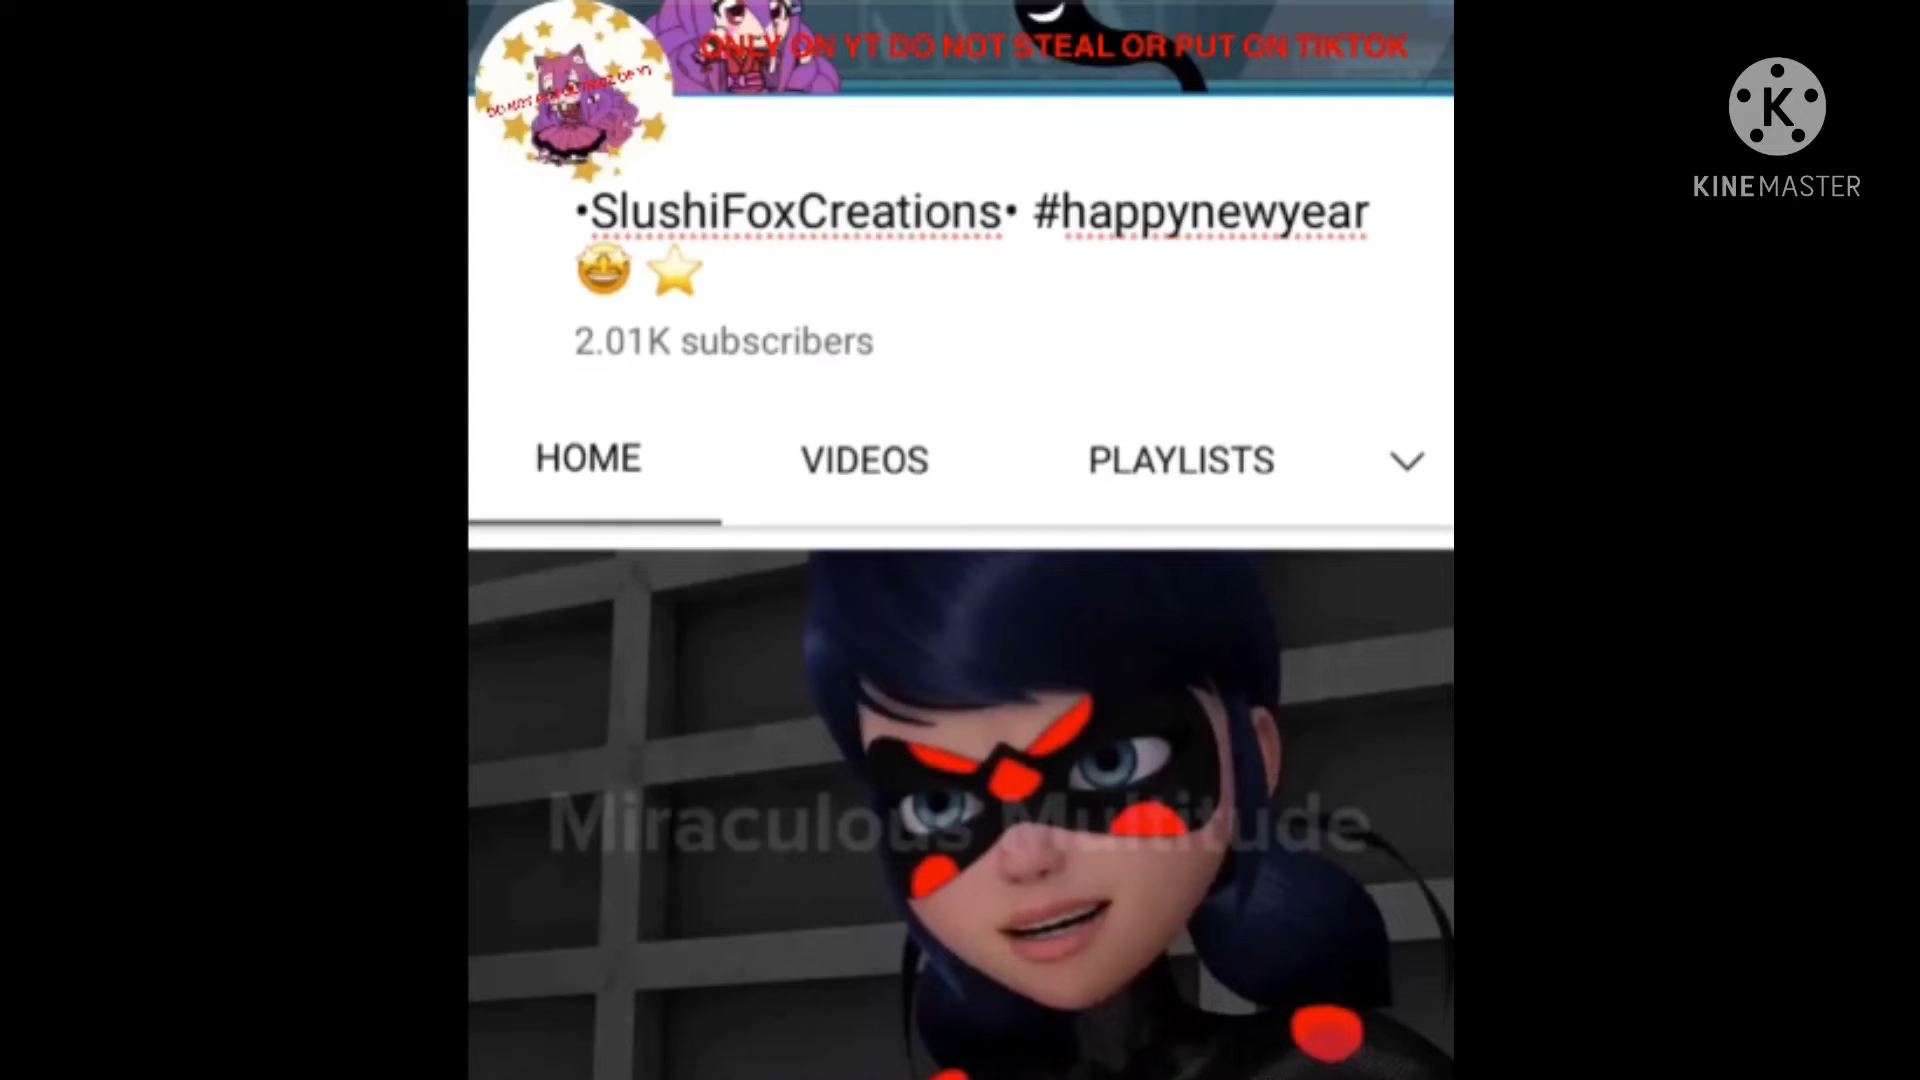 ONLY ON YT DO NOT STEAL OR PUT ON TIKTOK
K
KINEMASTER
•SlushiFoxCreations• #happynewyear
🤩 ⭐
2.01K subscribers
HOME VIDEOS PLAYLISTS
Miraculous Multitude